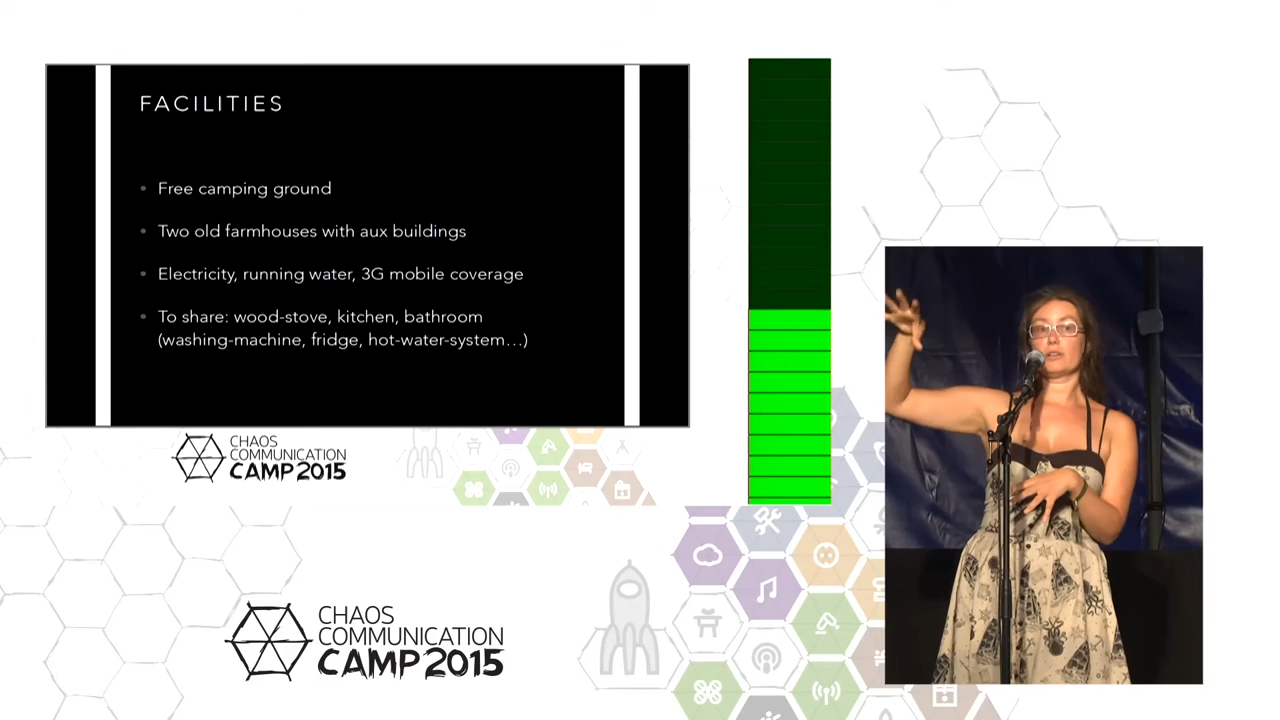 FACILITIES
• Free camping ground
• Two old farmhouses with aux buildings
• Electricity, running water, 3G mobile coverage
• To share: wood-stove, kitchen, bathroom
(washing-machine, fridge, hot-water-system…)
CHAOS
COMMUNICATION
CAMP 2015
CHAOS
COMMUNICATION
CAMP 2015